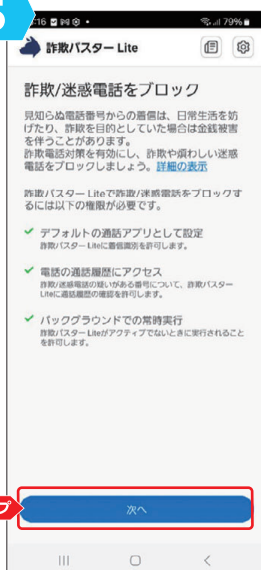 :16
79%
詐欺バスター Lite
詐欺/迷惑電話をブロック
見知らぬ電話番号からの着信は、日常生活を妨
げたり、詐欺を目的としていた場合は金銭被害
を伴うことがあります。
詐欺電話対策を有効にし、詐欺や煩わしい迷惑
電話をブロックしましょう。詳細の表示
詐欺バスター Liteで詐欺/迷惑電話をブロックす
るには以下の権限が必要です。
デフォルトの通話アプリとして設定
詐欺バスター Liteに着信識別を許可します。
電話の通話履歴にアクセス
詐欺/迷惑電話の疑いがある番号について、詐欺バスター
Liteに通話履歴の確認を許可します。
バックグラウンドでの常時実行
詐欺バスター Liteがアクティブでないときに実行されること
を許可します。
プ
次へ